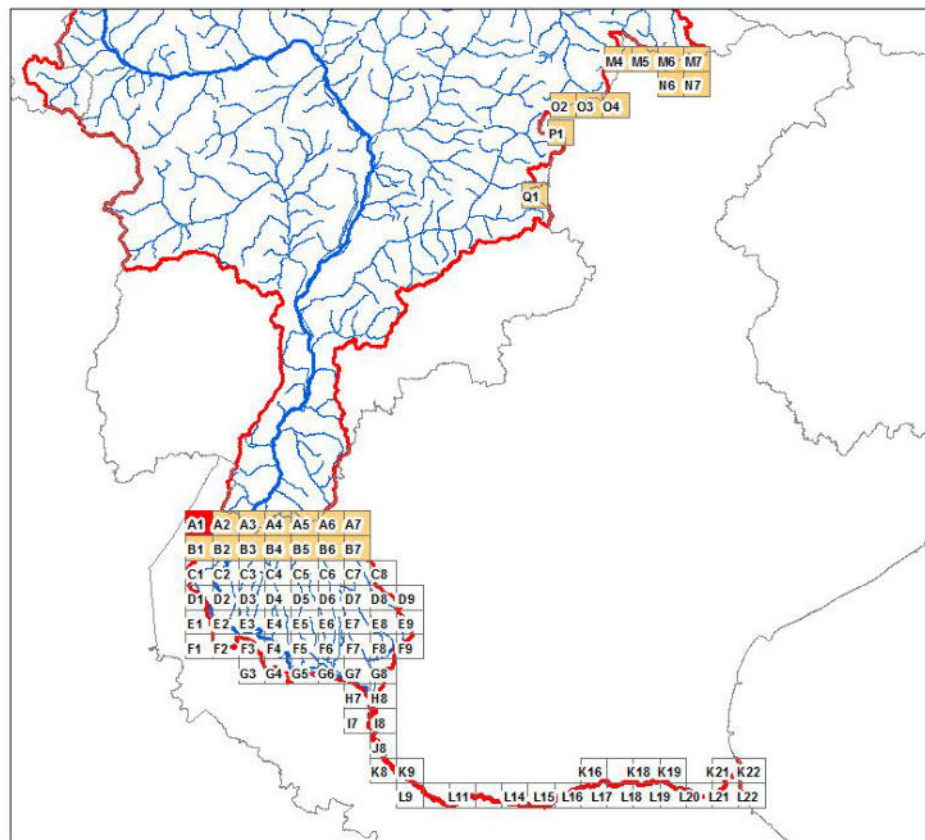 M4 M5 M6 M7
N6 N7
O2 O3 O4
P1
Q1
A1 A2 A3 A4 A5 A6 A7
B1 B2 B3 B4 B5 B6 B7
C1 C2 C3 C4 C5 C6 C7 C8
D1 D2 D3 D4 D5 D6 D7 D8 D9
E1 E2 E3 E4 E5 E6 E7 E8 E9
F1 F2 F3 F4 F5 F6 F7 F8 F9
G3 G4 G5 G6 G7 G8
H7 H8
I7 I8
J8
K8 K9 K16 K18 K19 K21 K22
L9 L11 L14 L15 L16 L17 L18 L19 L20 L21 L22